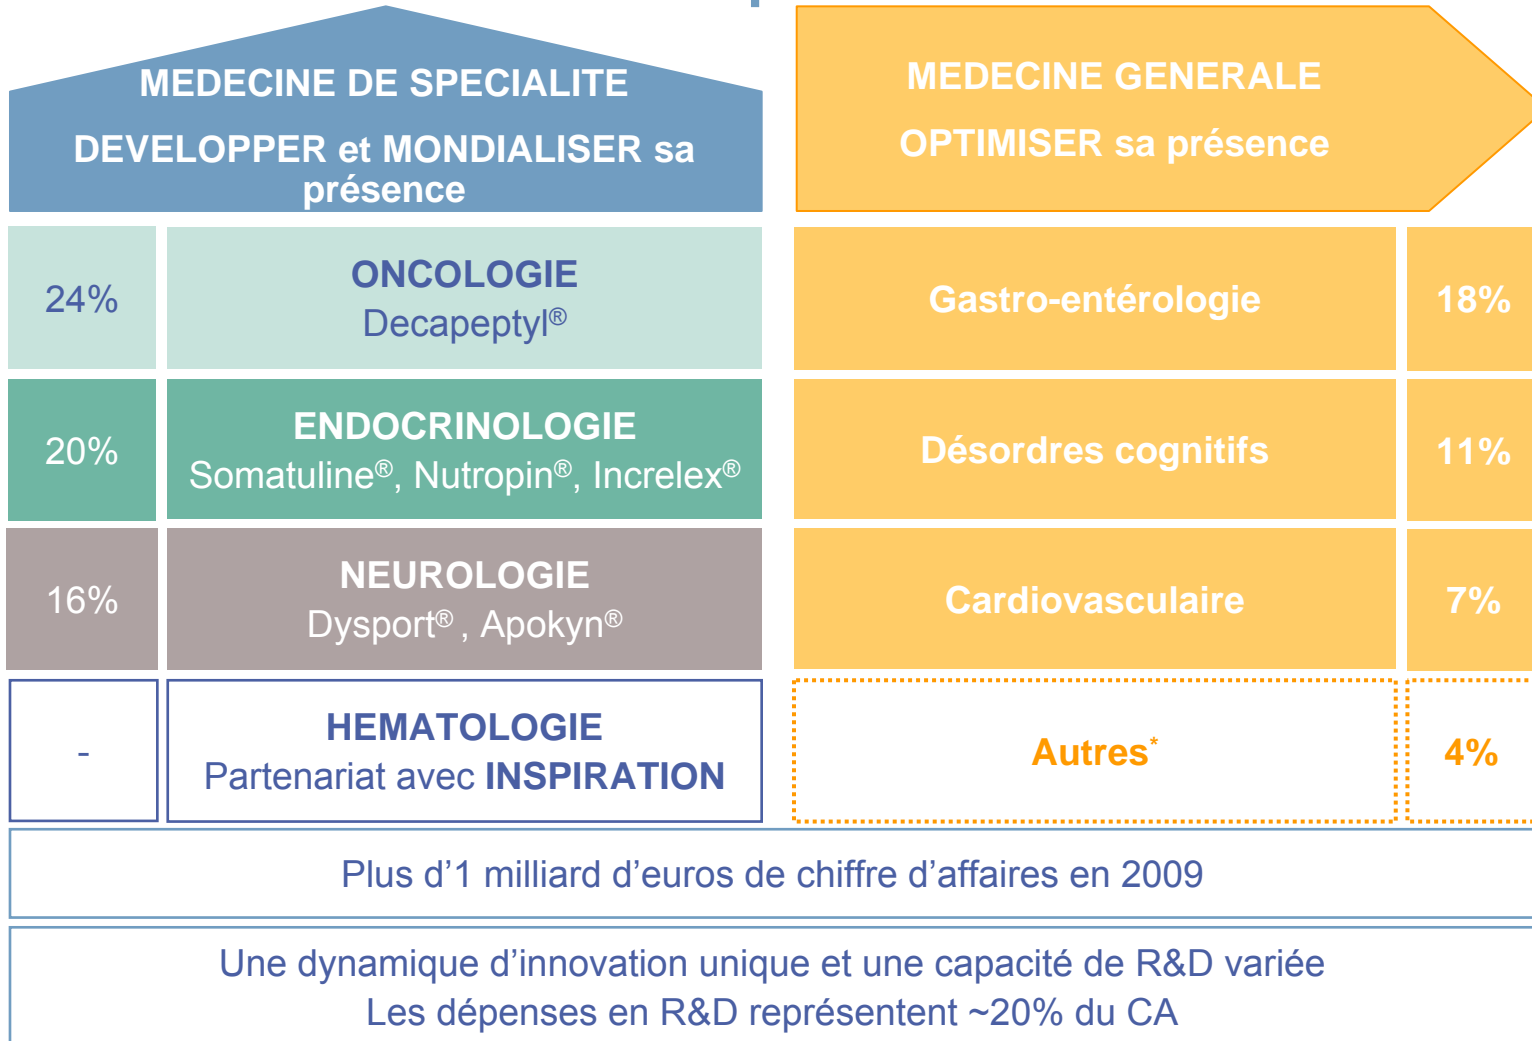 MEDECINE DE SPECIALITE
DEVELOPPER et MONDIALISER sa
présence
MEDECINE GENERALE
OPTIMISER sa présence
24%
ONCOLOGIE
Decapeptyl®
Gastro-entérologie
18%
20%
ENDOCRINOLOGIE
Somatuline®, Nutropin®, Increlex®
Désordres cognitifs
11%
16%
NEUROLOGIE
Dysport® , Apokyn®
Cardiovasculaire
7%
-
HEMATOLOGIE
Partenariat avec INSPIRATION
Autres*
4%
Plus d’1 milliard d’euros de chiffre d’affaires en 2009
Une dynamique d’innovation unique et une capacité de R&D variée
Les dépenses en R&D représentent ~20% du CA